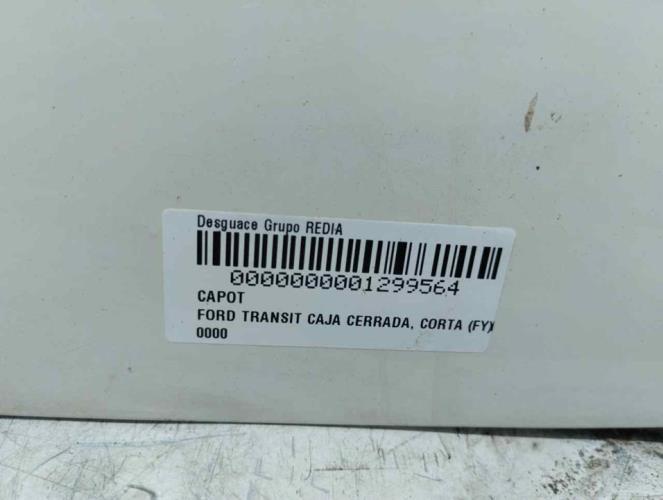 Desguace Grupo REDIA
0000000001299564
CAPOT
FORD TRANSIT CAJA CERRADA, CORTA (FY)
0000